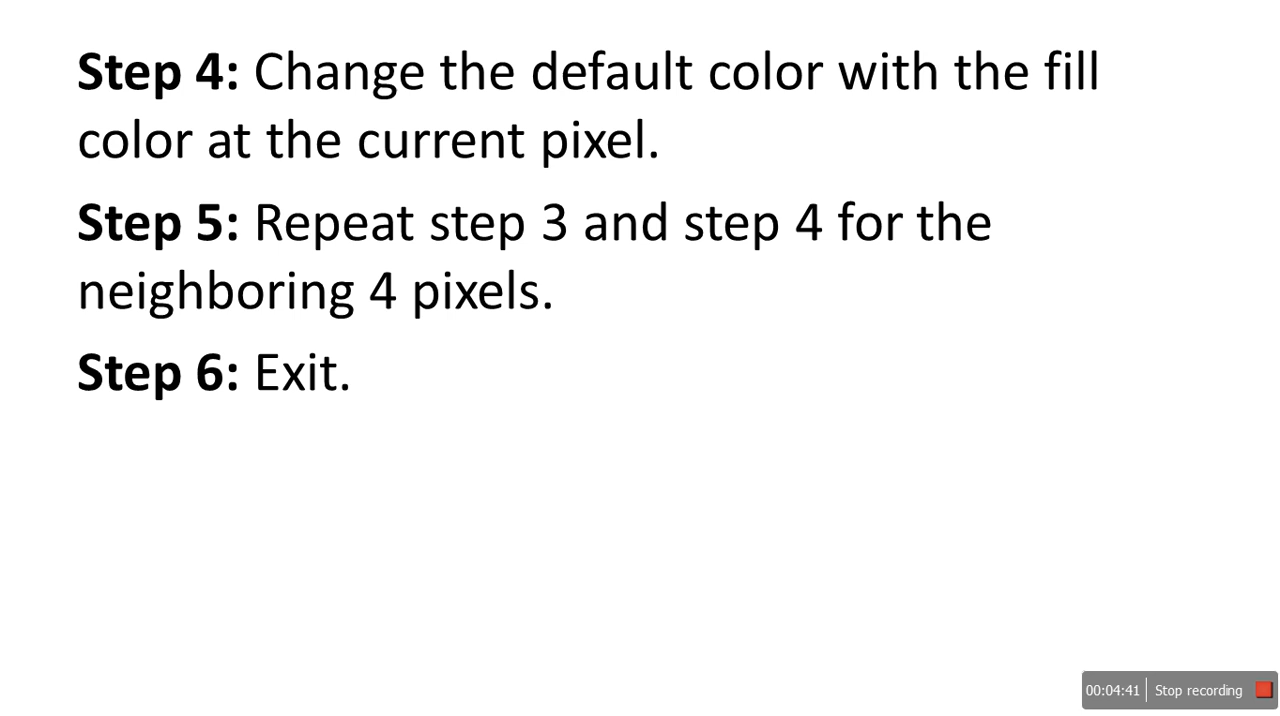 Step 4: Change the default color with the fill
color at the current pixel.
Step 5: Repeat step 3 and step 4 for the
neighboring 4 pixels.
Step 6: Exit.
00:04:41 Stop recording